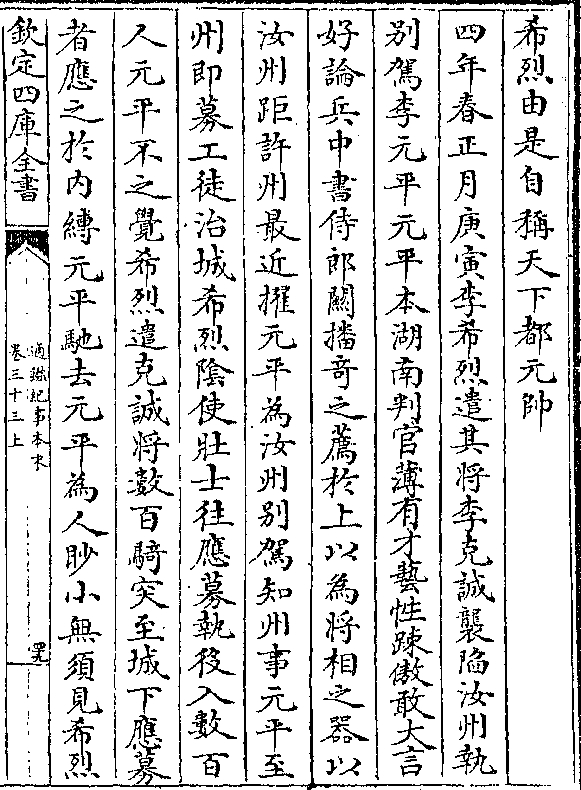 希烈由是自稱天下都元帥
四年春正月庚寅李希烈遣其將李克誠襲陷汝州執
别駕李元平元平本湖南判官薄有才藝性踈傲敢大言
好論兵中書侍郎關播竒之薦於上以為將相之器以
汝州距許州最近擢元平為汝州别駕知州事元平至
州即募工徒治城希烈陰使壯士往應募執役入數百
人元平不之覺希烈遣克誠將數百騎突至城下應募
者應之於内縛元平馳去元平為人眇小無須見希烈
欽定四庫全書
通鑑紀事本末
卷三十三上
四九